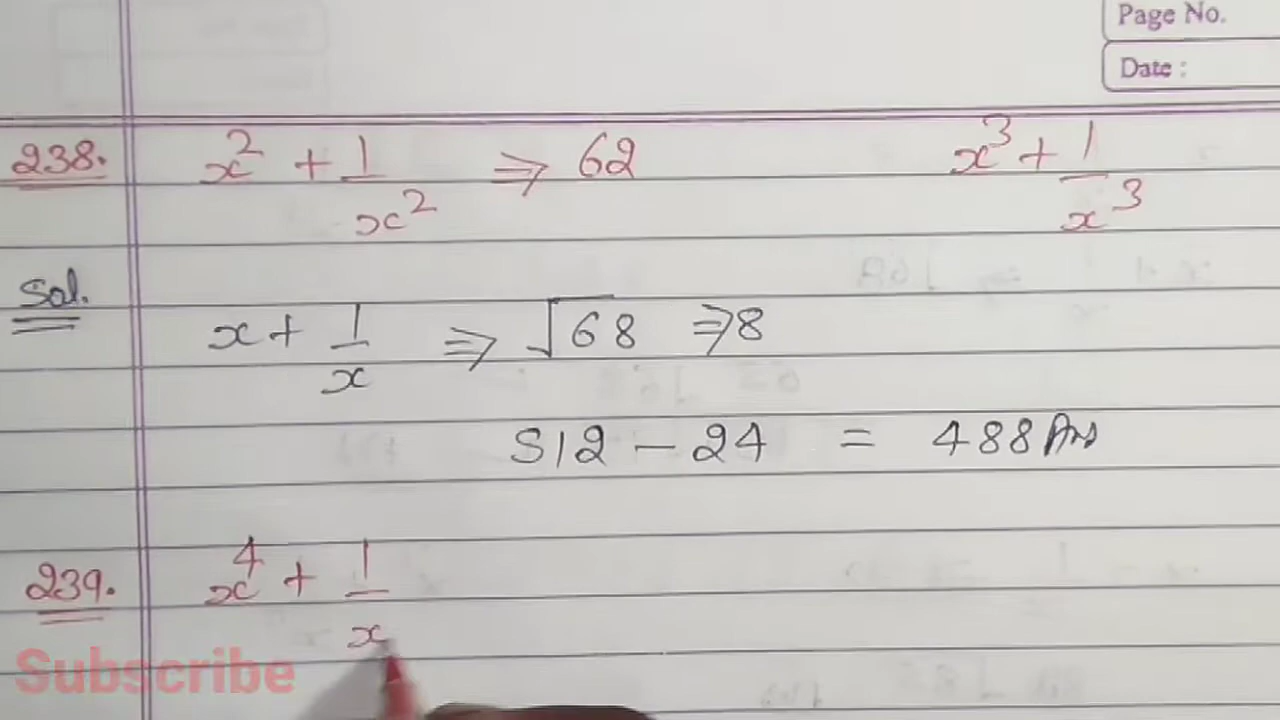 Page No.
Date :
238. x² + 1/x² ⇒ 62 x³ + 1/x³
Sol.
x + 1/x ⇒ √68 ⇒ 8
512 - 24 = 488 Ans
239. x⁴ + 1/x
Subscribe